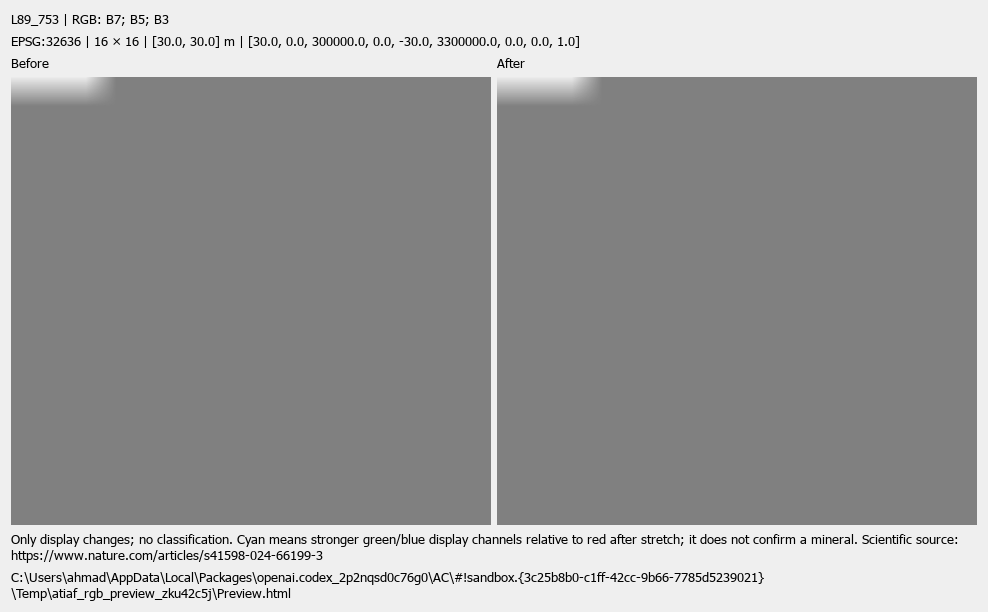 L89_753 | RGB: B7; B5; B3
EPSG:32636 | 16 × 16 | [30.0, 30.0] m | [30.0, 0.0, 300000.0, 0.0, -30.0, 3300000.0, 0.0, 0.0, 1.0]
Before After
Only display changes; no classification. Cyan means stronger green/blue display channels relative to red after stretch; it does not confirm a mineral. Scientific source:
https://www.nature.com/articles/s41598-024-66199-3
C:\Users\ahmad\AppData\Local\Packages\openai.codex_2p2nqsd0c76g0\AC\#!sandbox.{3c25b8b0-c1ff-42cc-9b66-7785d5239021}
\Temp\atiaf_rgb_preview_zku42c5j\Preview.html